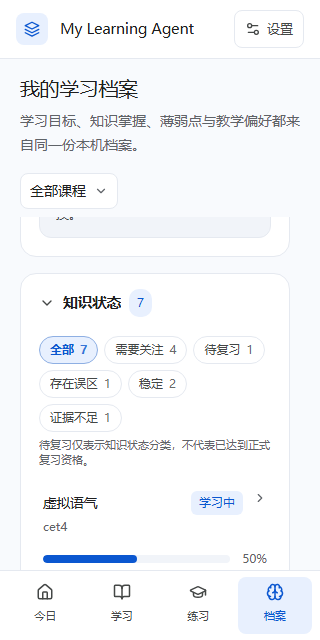 My Learning Agent
设置
我的学习档案
学习目标、知识掌握、薄弱点与教学偏好都来
自同一份本机档案。
全部课程
知识状态 7
全部 7
需要关注 4
待复习 1
存在误区 1
稳定 2
证据不足 1
待复习仅表示知识状态分类，不代表已达到正式
复习资格。
虚拟语气
学习中
cet4
50%
今日
学习
练习
档案